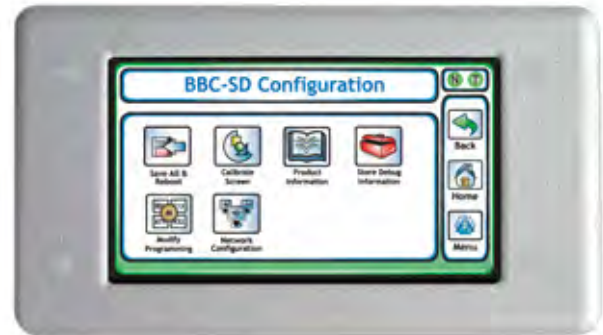 BBC-SD Configuration
N T
Save All &
Reboot
Calibrate
Screen
Product
Information
Store Debug
Information
Modify
Programming
Network
Configuration
Back
Home
Menu